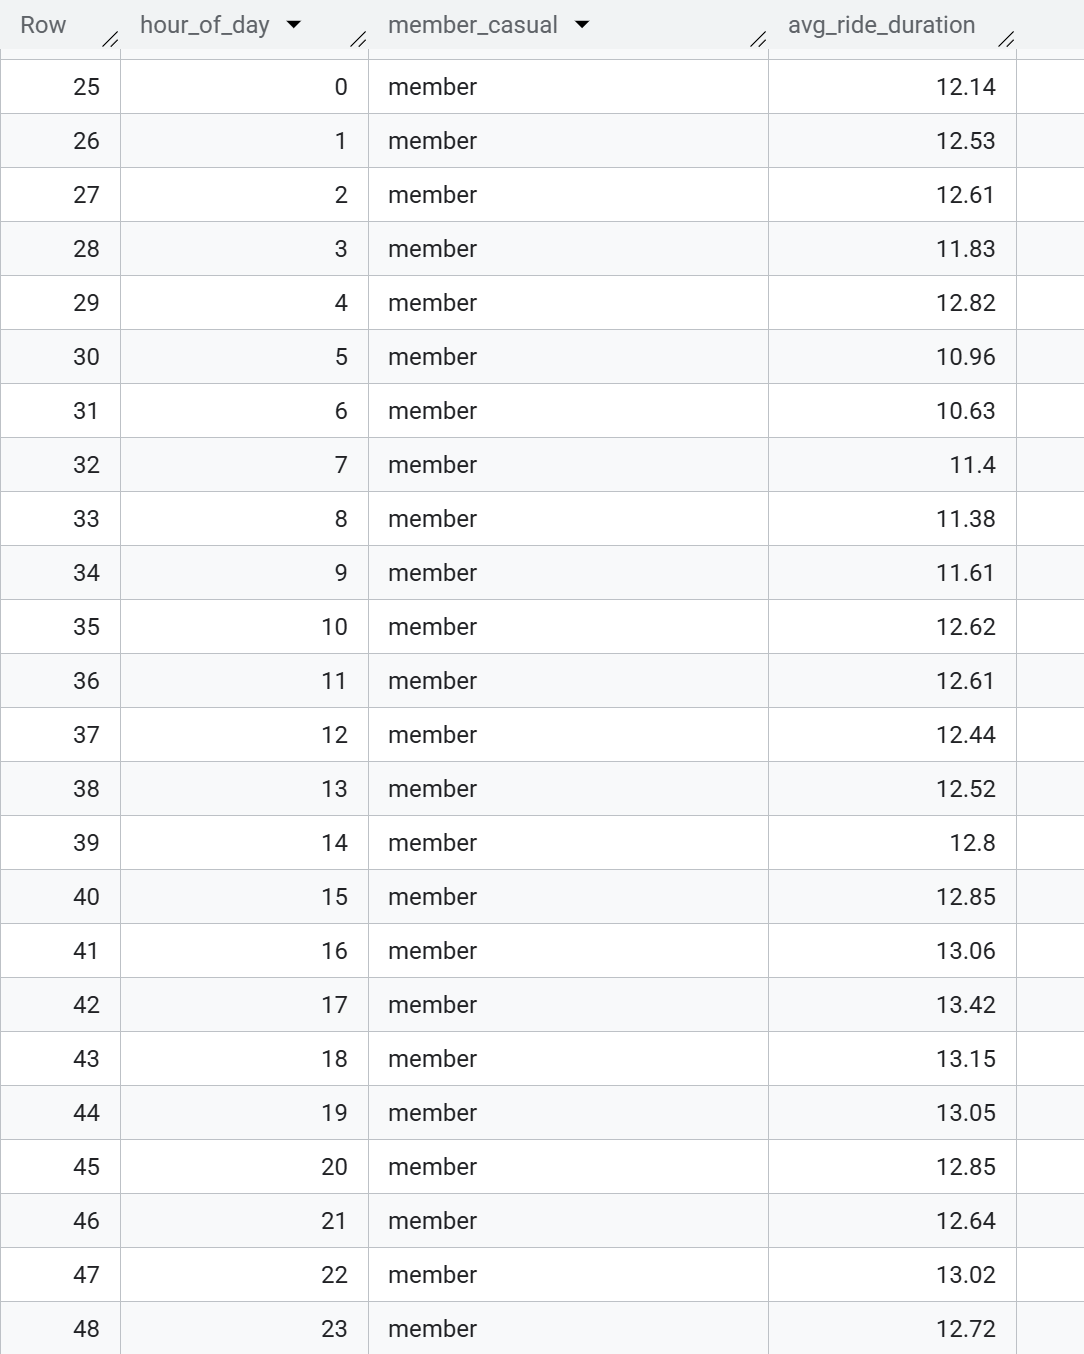 Row hour_of_day member_casual avg_ride_duration
25 0 member 12.14
26 1 member 12.53
27 2 member 12.61
28 3 member 11.83
29 4 member 12.82
30 5 member 10.96
31 6 member 10.63
32 7 member 11.4
33 8 member 11.38
34 9 member 11.61
35 10 member 12.62
36 11 member 12.61
37 12 member 12.44
38 13 member 12.52
39 14 member 12.8
40 15 member 12.85
41 16 member 13.06
42 17 member 13.42
43 18 member 13.15
44 19 member 13.05
45 20 member 12.85
46 21 member 12.64
47 22 member 13.02
48 23 member 12.72